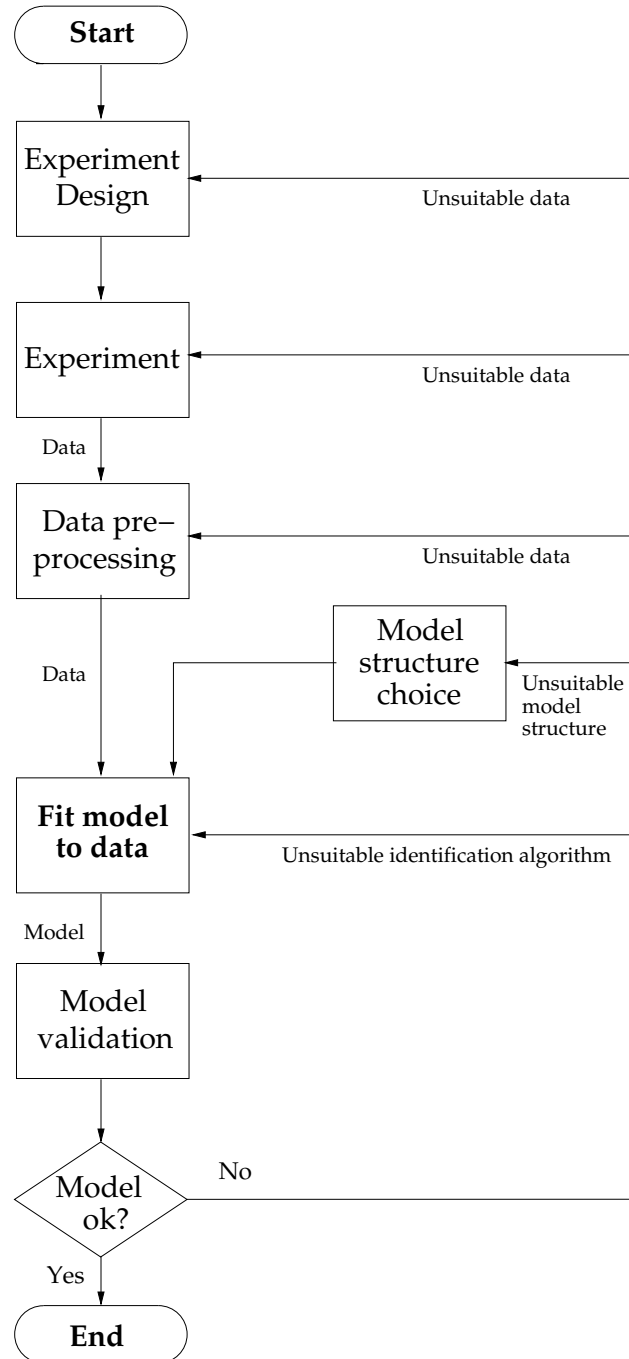 Start
Experiment
Design
Unsuitable data
Experiment
Unsuitable data
Data
Data pre–
processing
Unsuitable data
Model
structure
choice
Data
Unsuitable
model
structure
Fit model
to data
Unsuitable identification algorithm
Model
Model
validation
No
Model
ok?
Yes
End